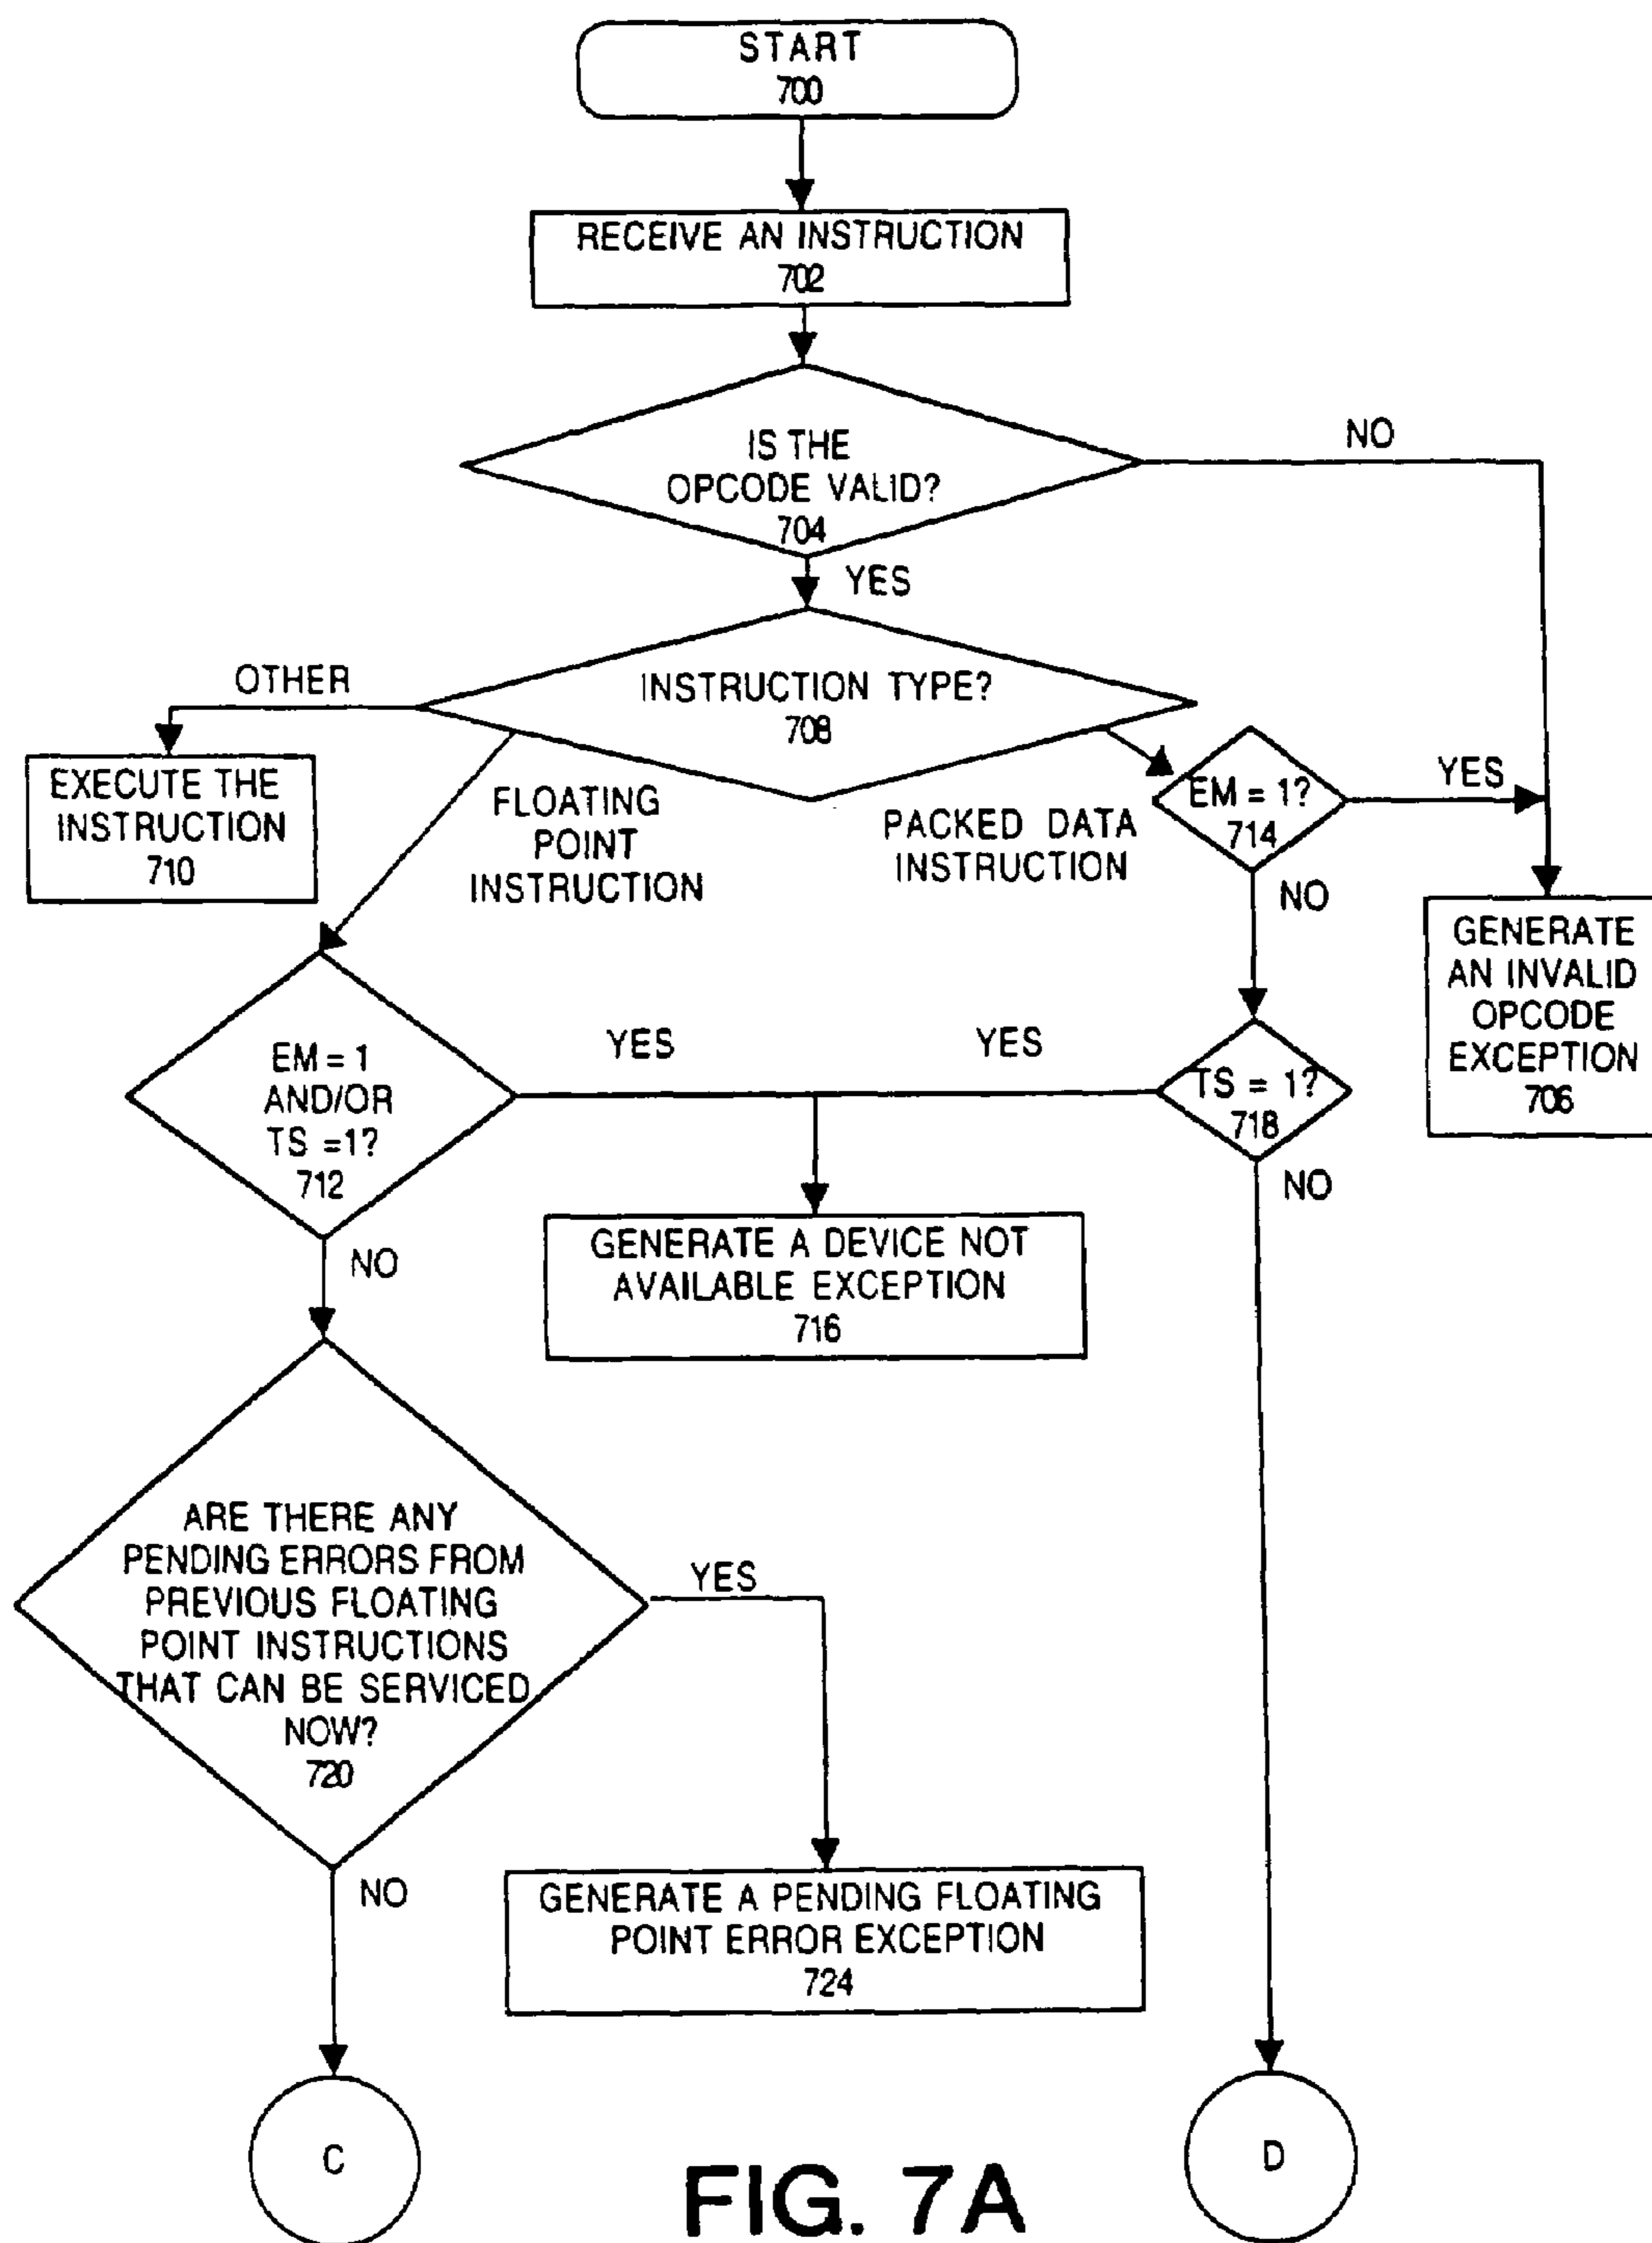 START
700
RECEIVE AN INSTRUCTION
702
IS THE
OPCODE VALID?
704
NO
YES
INSTRUCTION TYPE?
708
OTHER
EXECUTE THE
INSTRUCTION
710
FLOATING
POINT
INSTRUCTION
PACKED DATA
INSTRUCTION
EM = 1?
714
YES
NO
GENERATE
AN INVALID
OPCODE
EXCEPTION
706
EM = 1
AND/OR
TS =1?
712
YES
YES
TS = 1?
718
NO
NO
GENERATE A DEVICE NOT
AVAILABLE EXCEPTION
716
ARE THERE ANY
PENDING ERRORS FROM
PREVIOUS FLOATING
POINT INSTRUCTIONS
THAT CAN BE SERVICED
NOW?
720
YES
NO
GENERATE A PENDING FLOATING
POINT ERROR EXCEPTION
724
C
D
FIG. 7A